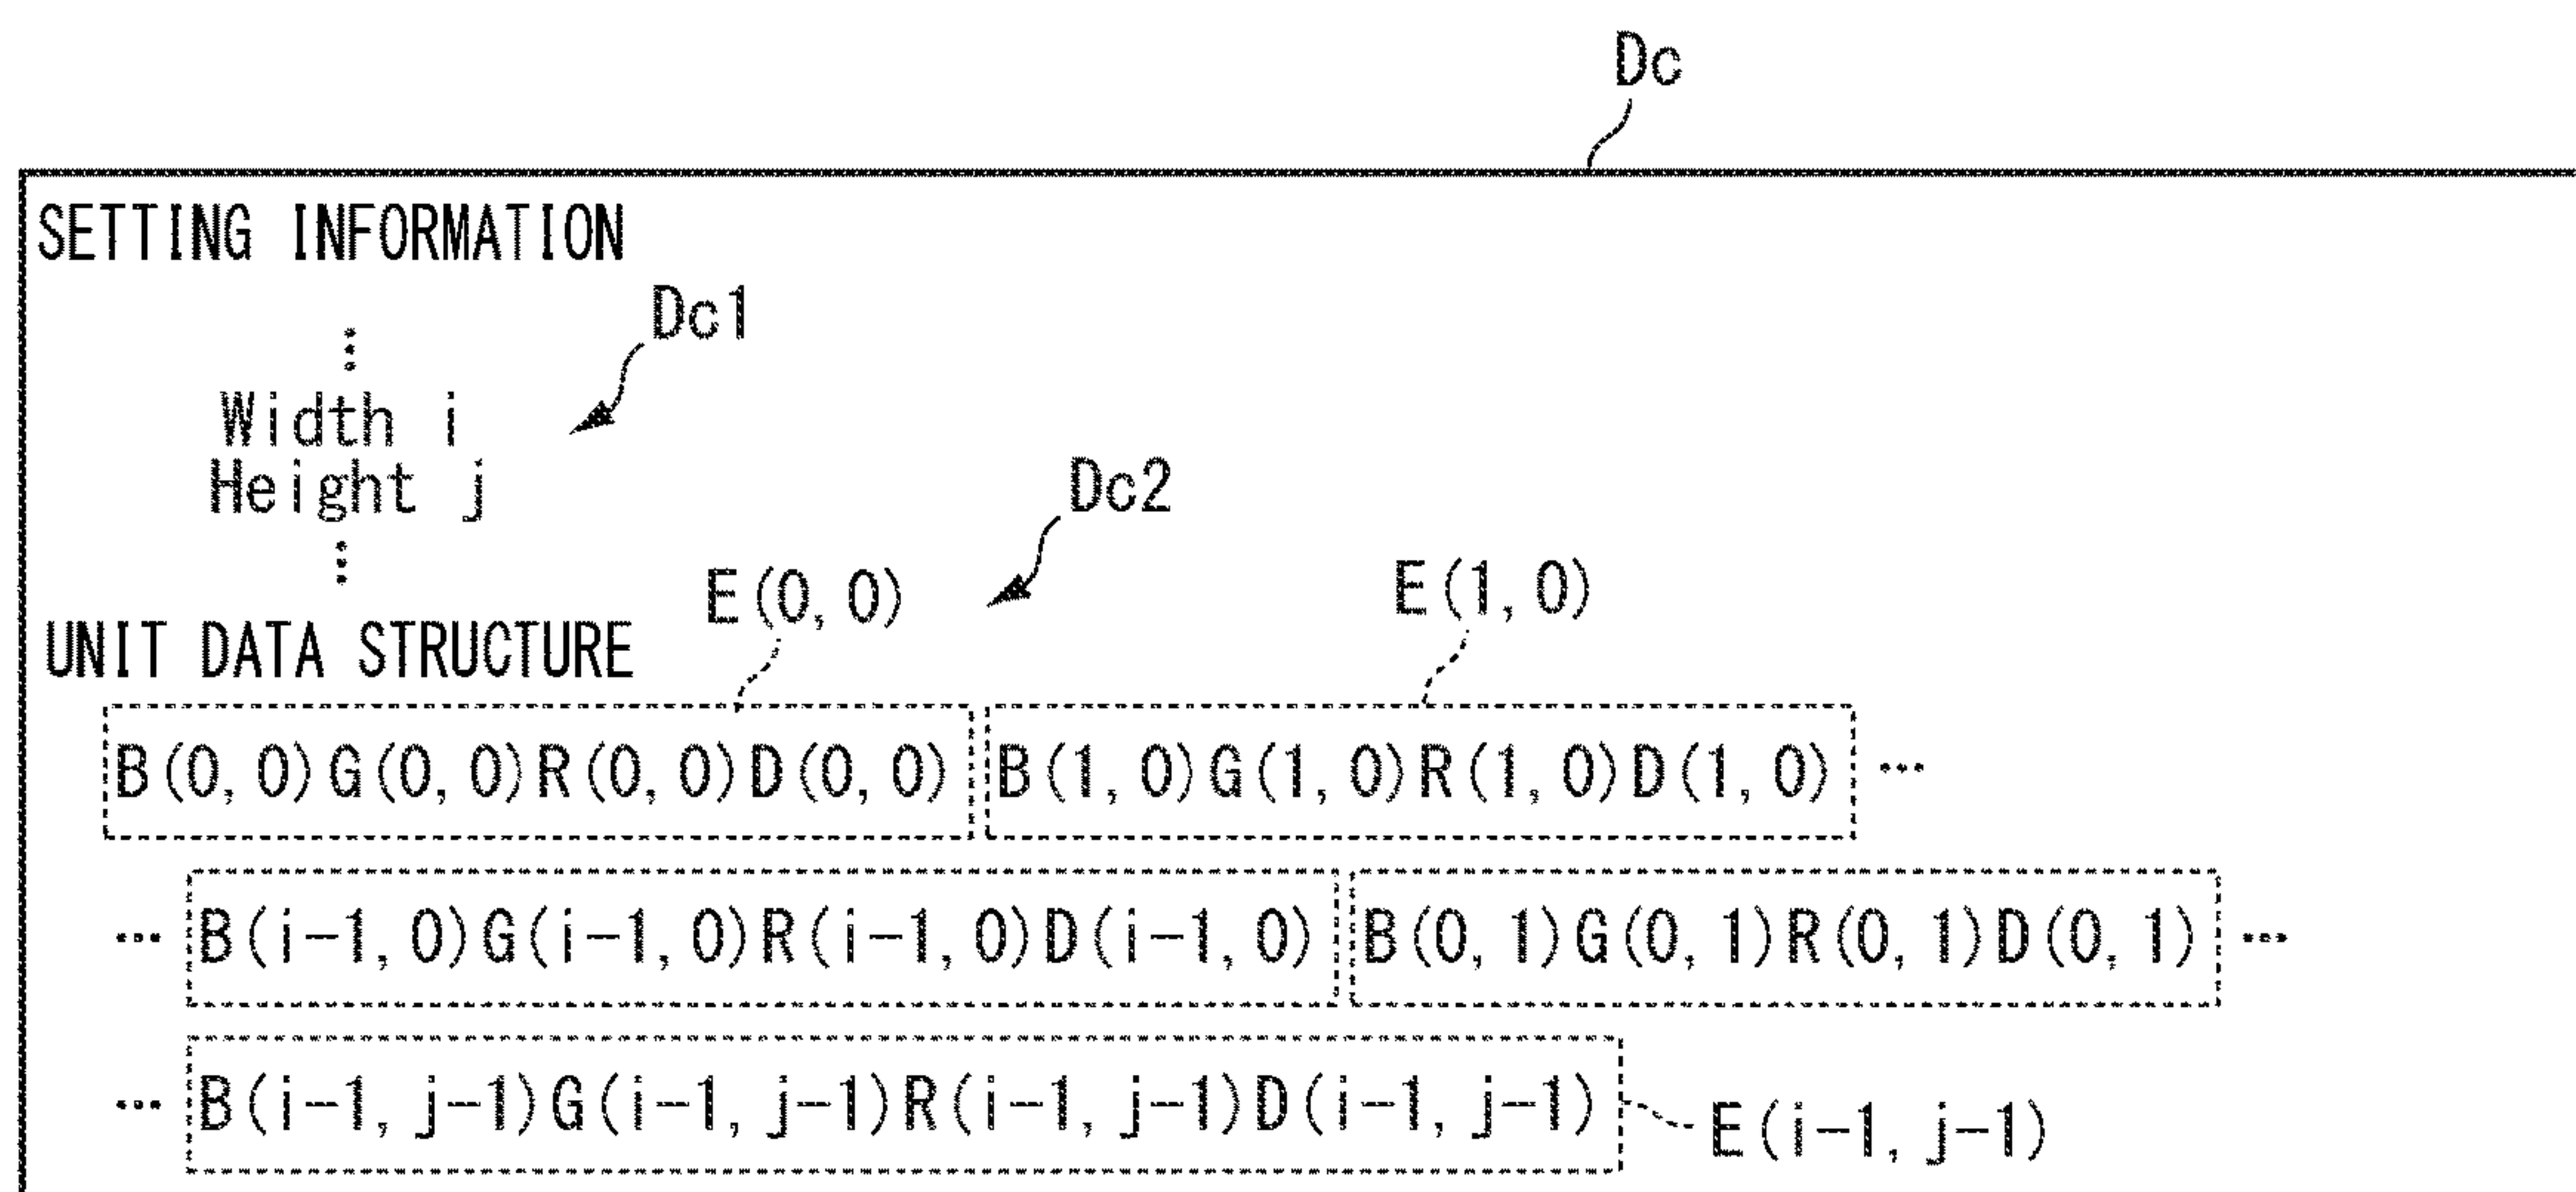 Dc
SETTING INFORMATION
Dc1
⋮
Width i
Height j
⋮
Dc2
E(0,0)
E(1,0)
UNIT DATA STRUCTURE
B(0,0)G(0,0)R(0,0)D(0,0) B(1,0)G(1,0)R(1,0)D(1,0) …
… B(i-1,0)G(i-1,0)R(i-1,0)D(i-1,0) B(0,1)G(0,1)R(0,1)D(0,1) …
… B(i-1,j-1)G(i-1,j-1)R(i-1,j-1)D(i-1,j-1) E(i-1,j-1)